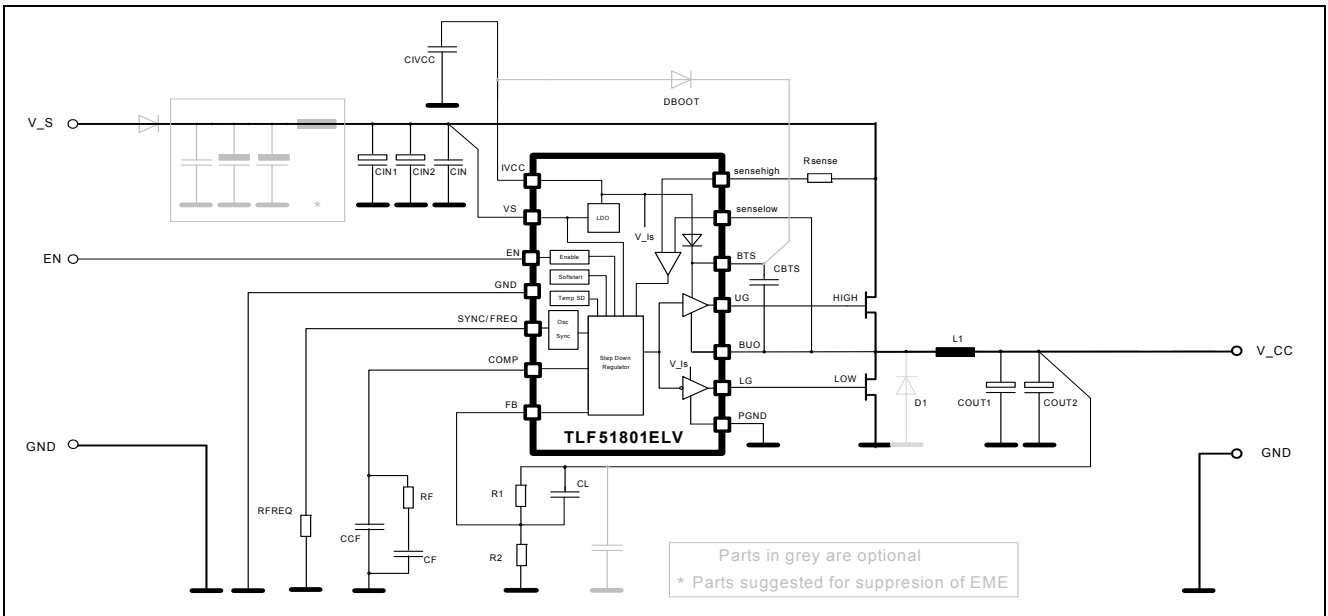 CIVCC
DBOOT
V_S
CIN1
CIN2
CIN
*
IVCC
sensehigh
Rsense
VS
LDO
senselow
V_ls
EN
EN
Enable
BTS
CBTS
Softstart
GND
Temp SD
UG
HIGH
SYNC/FREQ
Osc
Sync
L1
COMP
Step Down
Regulator
BUO
V_CC
V_ls
LG
LOW
D1
COUT1
COUT2
FB
PGND
TLF51801ELV
GND
GND
R1
CL
RF
RFREQ
CCF
CF
R2
Parts in grey are optional
* Parts suggested for suppresion of EME